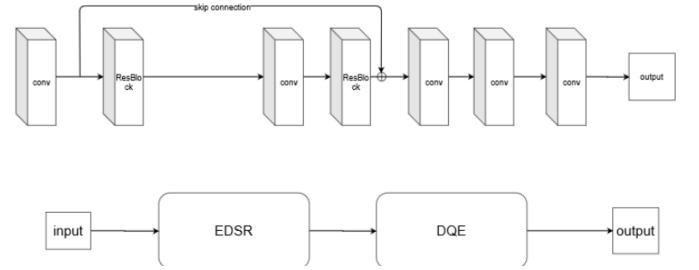 skip connection
conv
ResBlo
ck
conv
ResBlo
ck
conv
conv
conv
output
input
EDSR
DQE
output